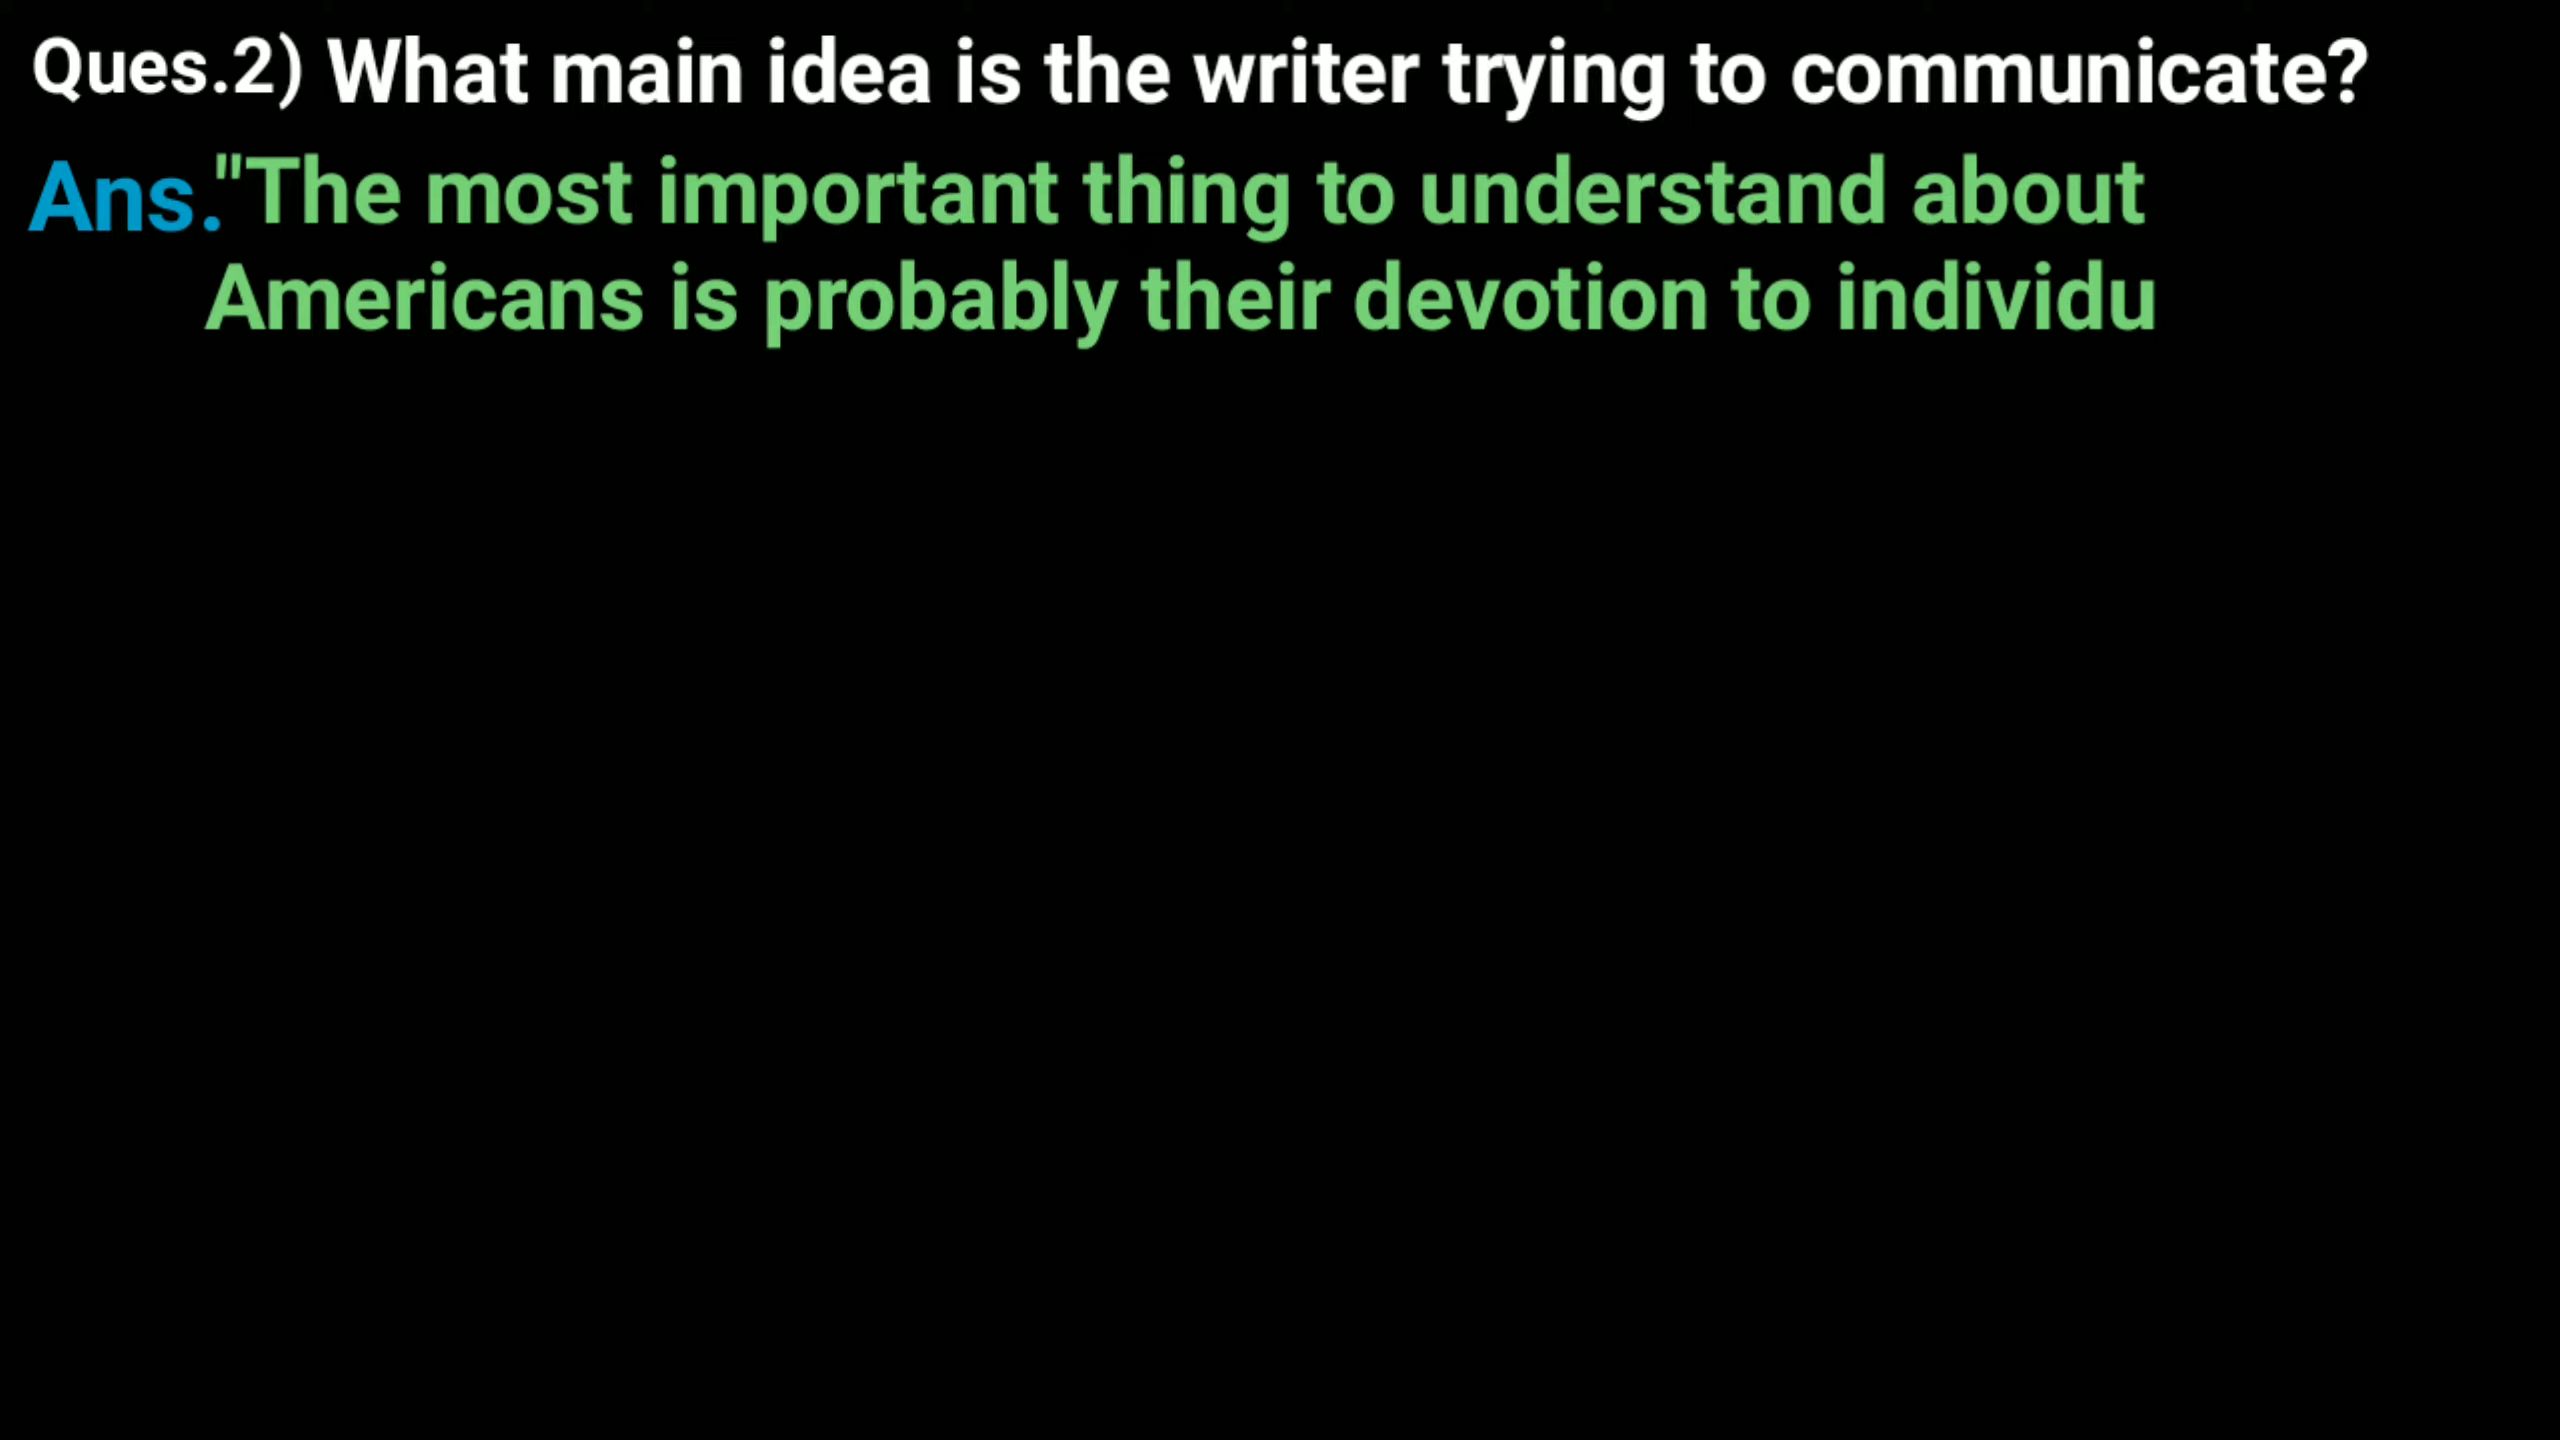 Ques.2) What main idea is the writer trying to communicate?
Ans."The most important thing to understand about
Americans is probably their devotion to individu